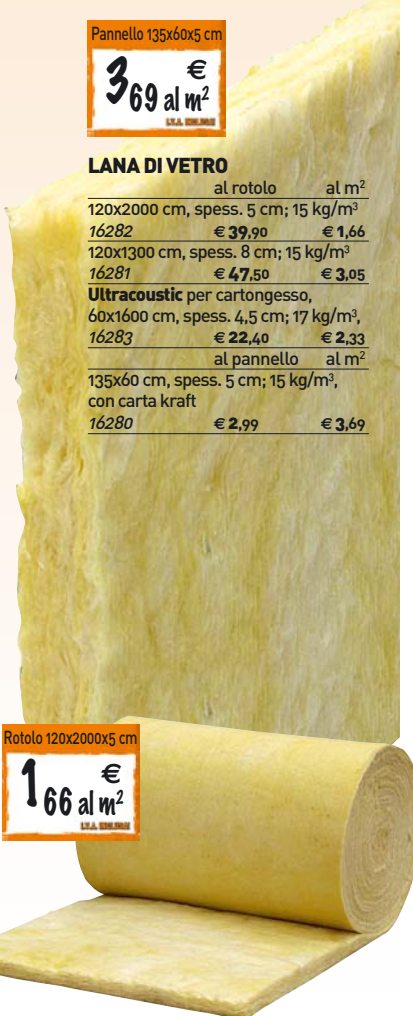 Pannello 135x60x5 cm
3,69 € al m²
I.V.A. INCLUSA
LANA DI VETRO
al rotolo al m²
120x2000 cm, spess. 5 cm; 15 kg/m³
16282 € 39,90 € 1,66
120x1300 cm, spess. 8 cm; 15 kg/m³
16281 € 47,50 € 3,05
Ultracoustic per cartongesso,
60x1600 cm, spess. 4,5 cm; 17 kg/m³,
16283 € 22,40 € 2,33
al pannello al m²
135x60 cm, spess. 5 cm; 15 kg/m³,
con carta kraft
16280 € 2,99 € 3,69
Rotolo 120x2000x5 cm
1,66 € al m²
I.V.A. INCLUSA